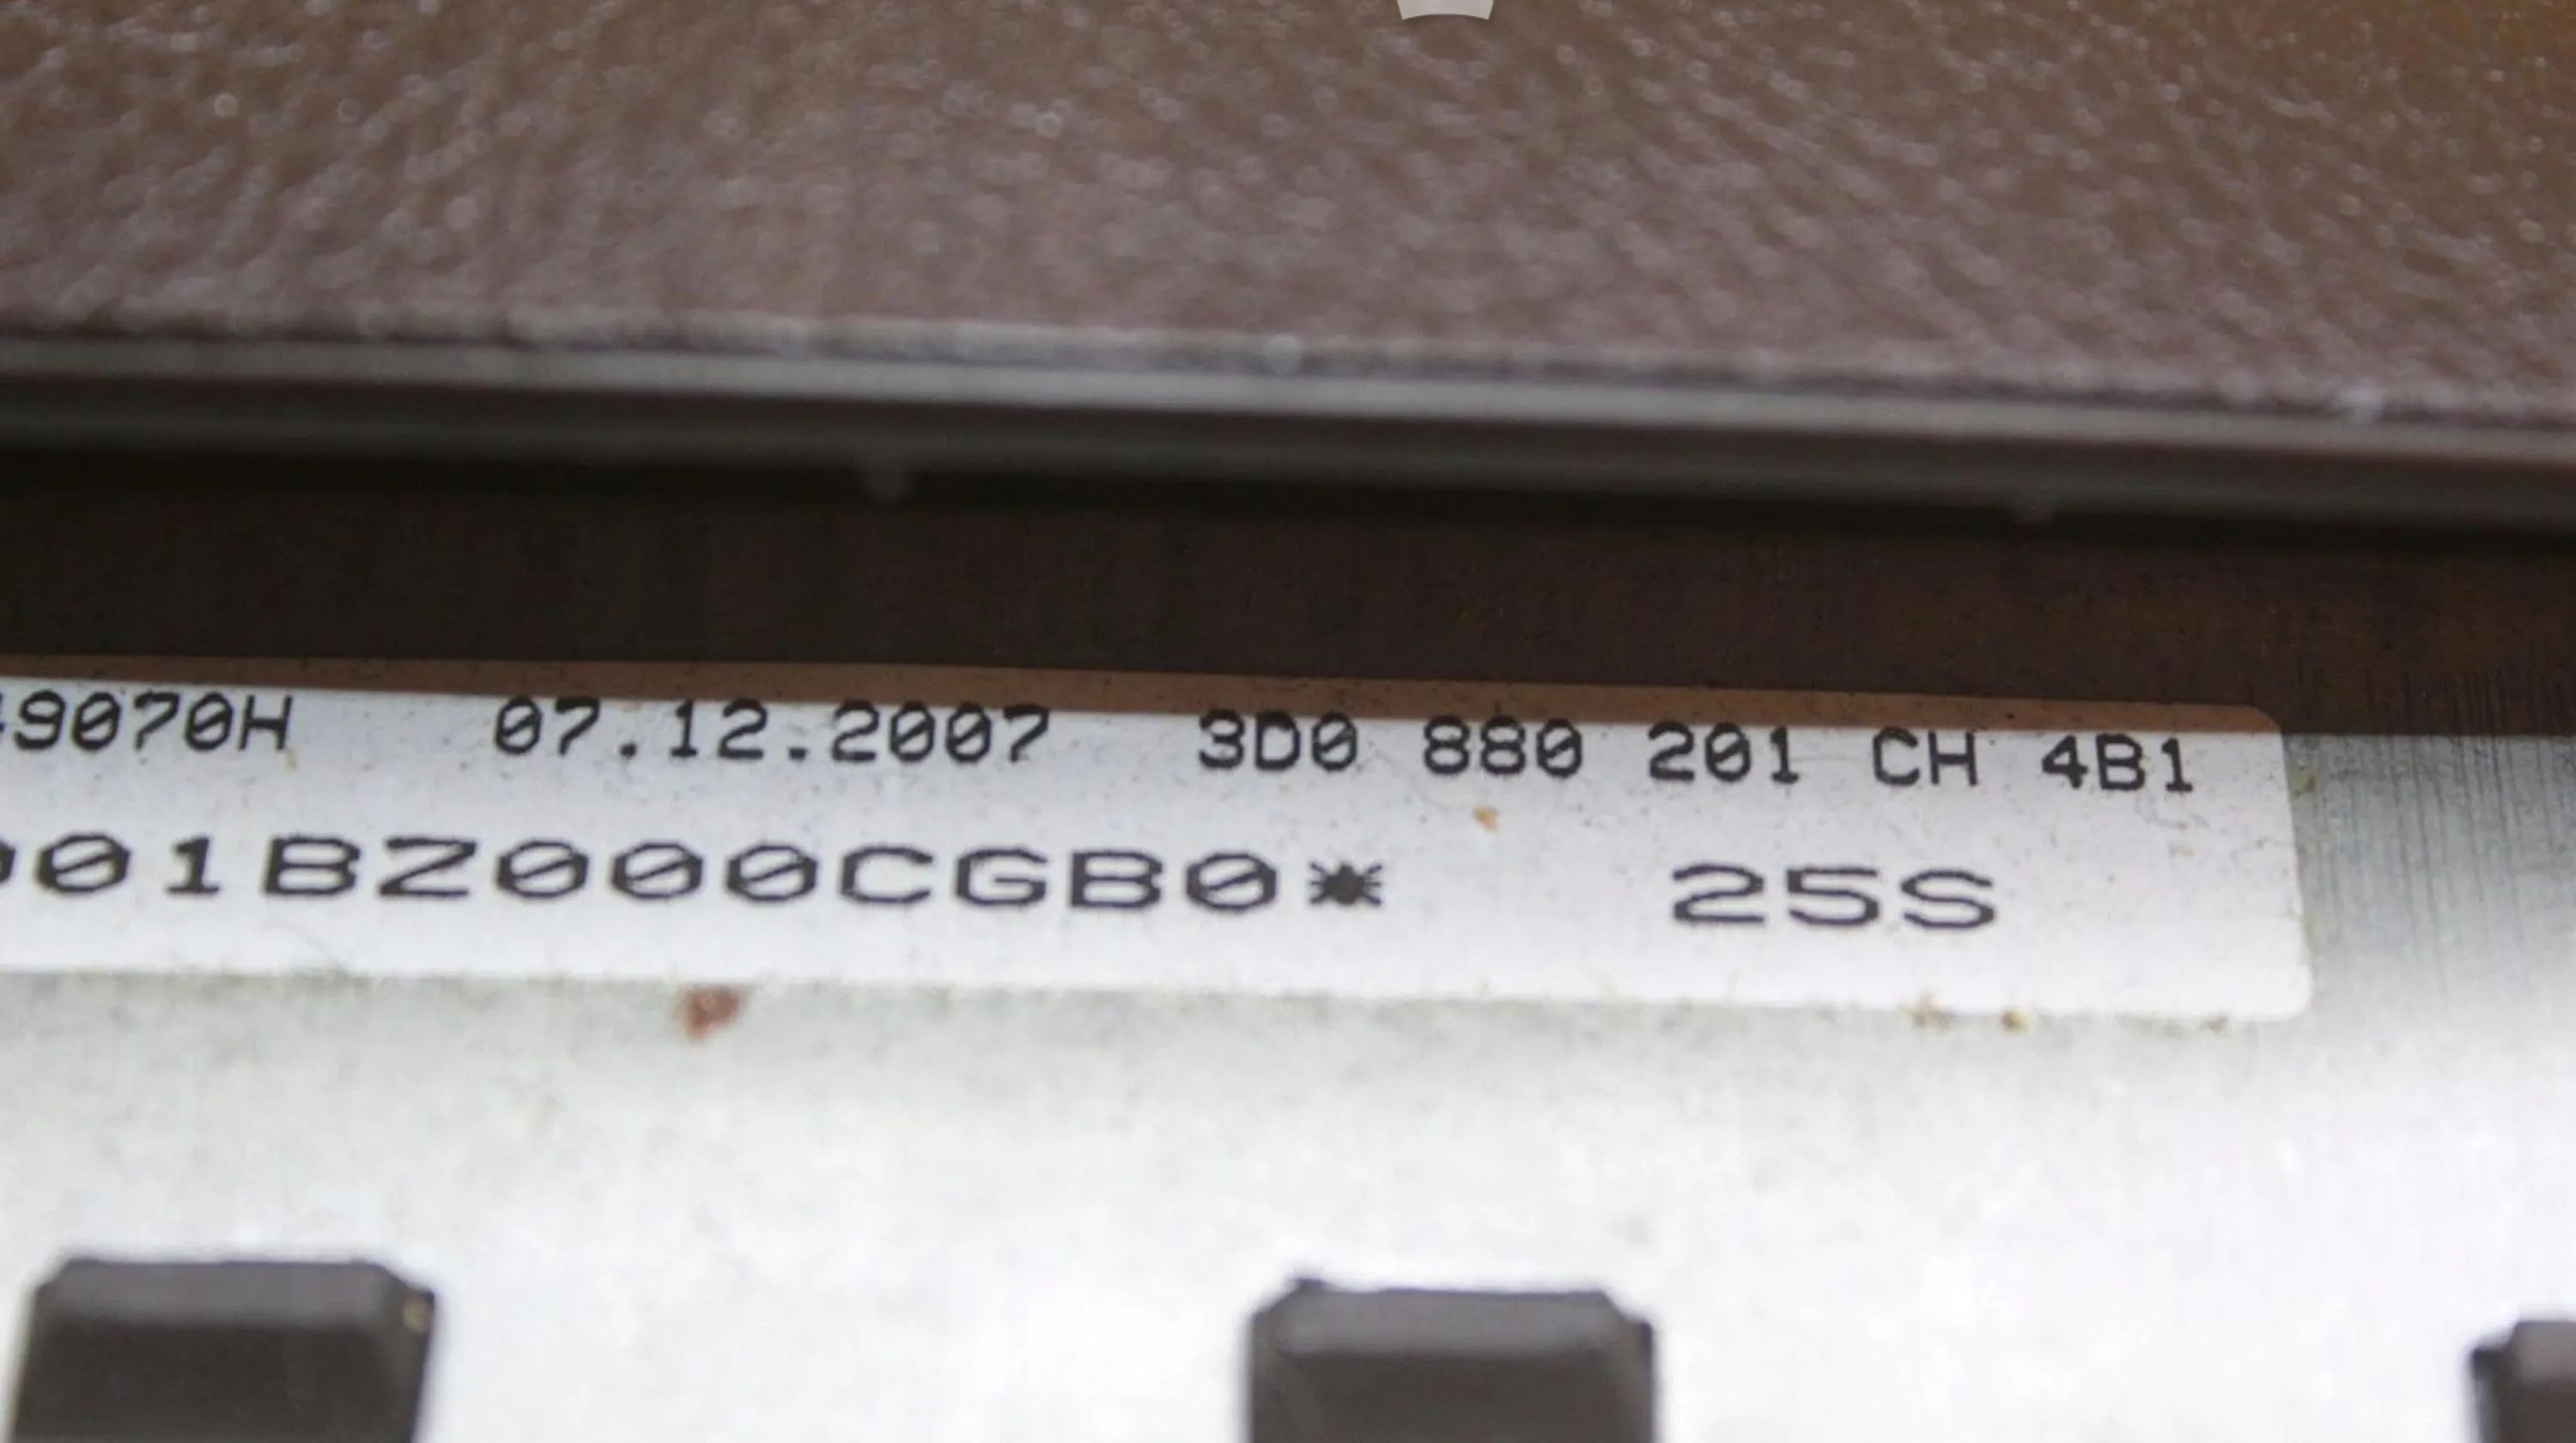 9070H 07.12.2007 3D0 880 201 CH 4B1
01BZ000CGB0* 25S